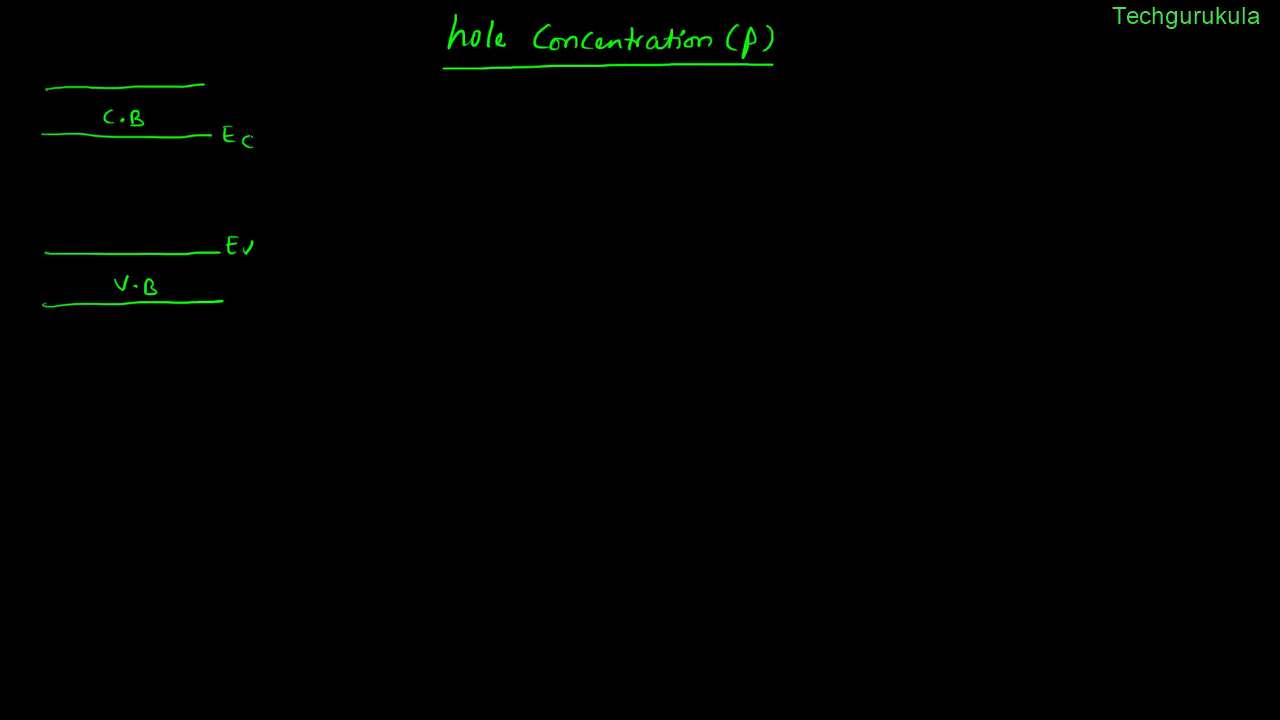 Techgurukula
hole Concentration (p)
C.B
EC
EV
V.B